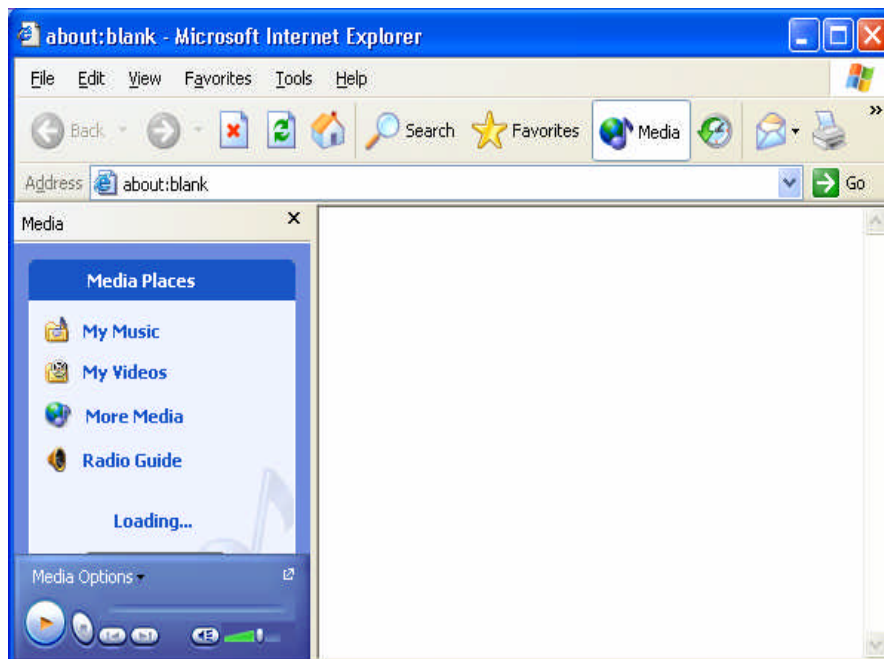 about:blank - Microsoft Internet Explorer
File Edit View Favorites Tools Help
Back Search Favorites Media »
Address about:blank Go
Media X
Media Places
My Music
My Videos
More Media
Radio Guide
Loading...
Media Options